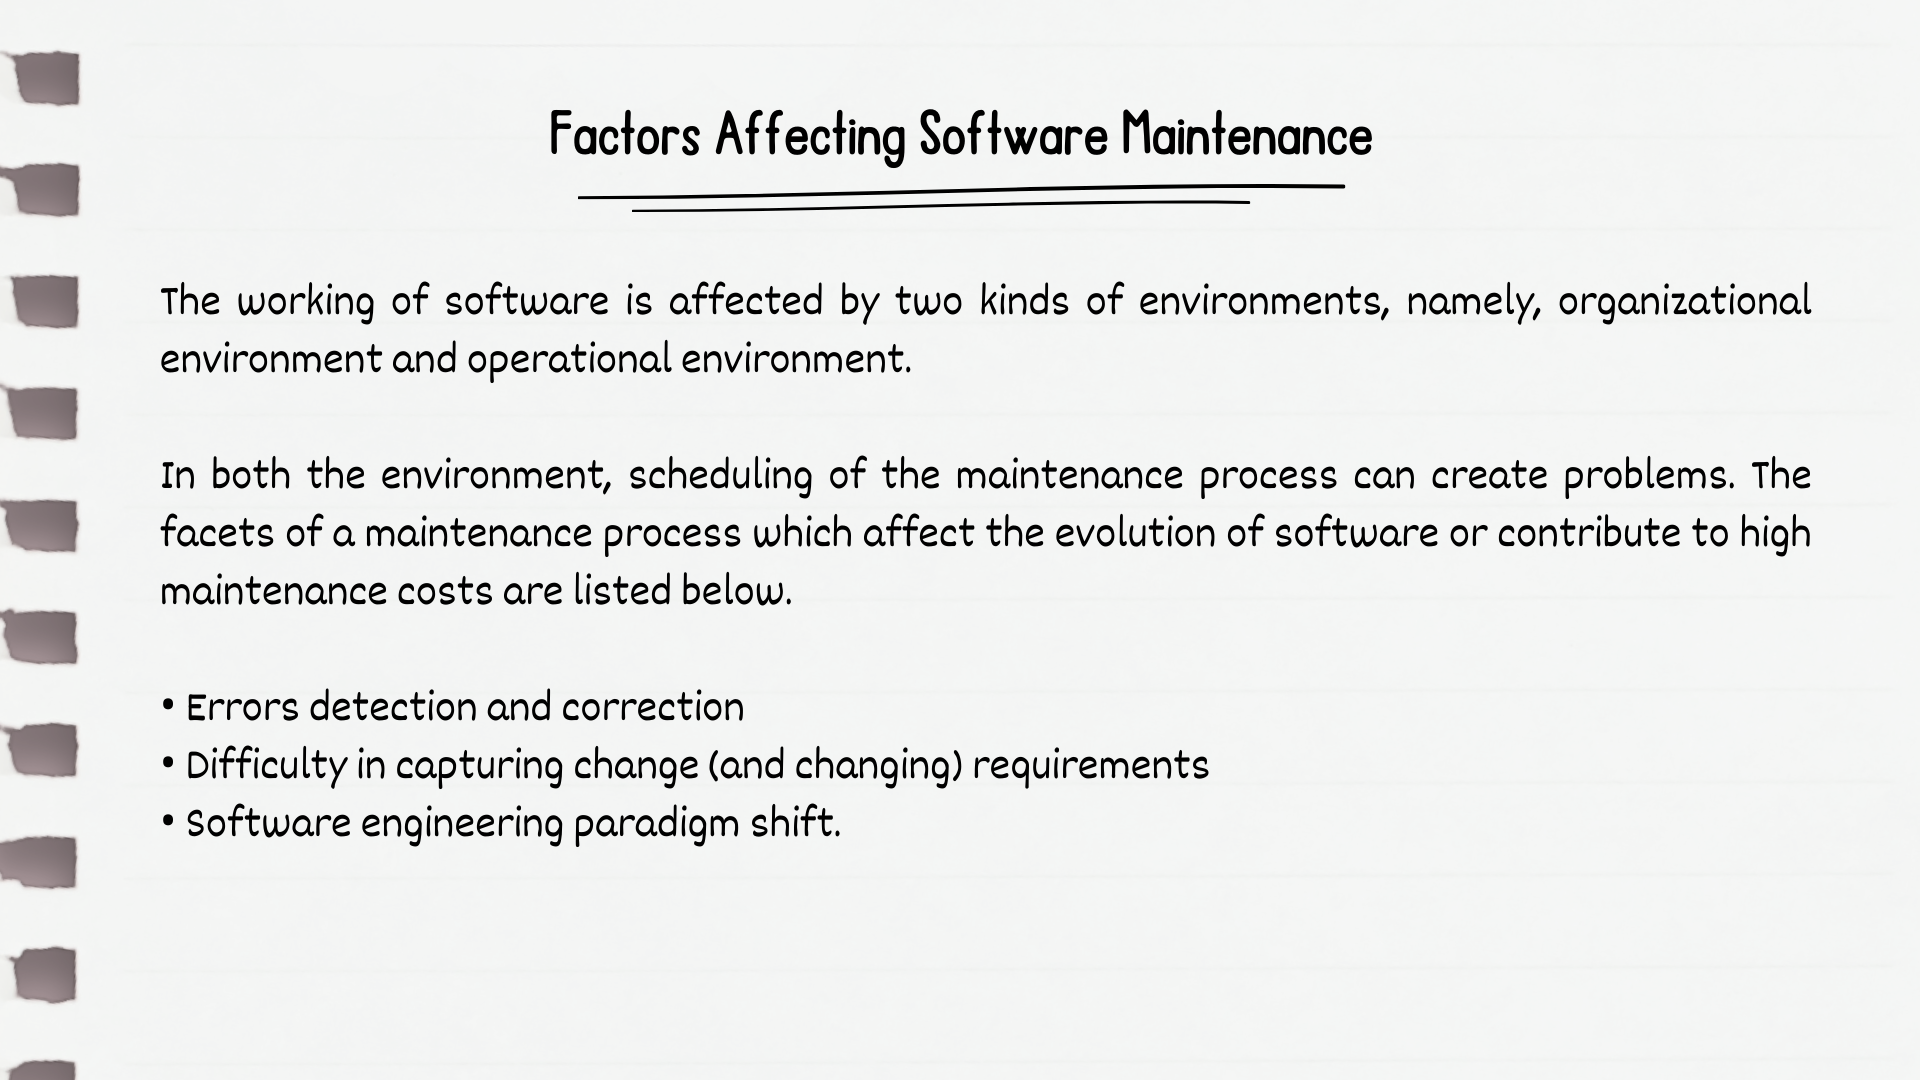 Factors Affecting Software Maintenance
The working of software is affected by two kinds of environments, namely, organizational
environment and operational environment.
In both the environment, scheduling of the maintenance process can create problems. The
facets of a maintenance process which affect the evolution of software or contribute to high
maintenance costs are listed below.
• Errors detection and correction
• Difficulty in capturing change (and changing) requirements
• Software engineering paradigm shift.